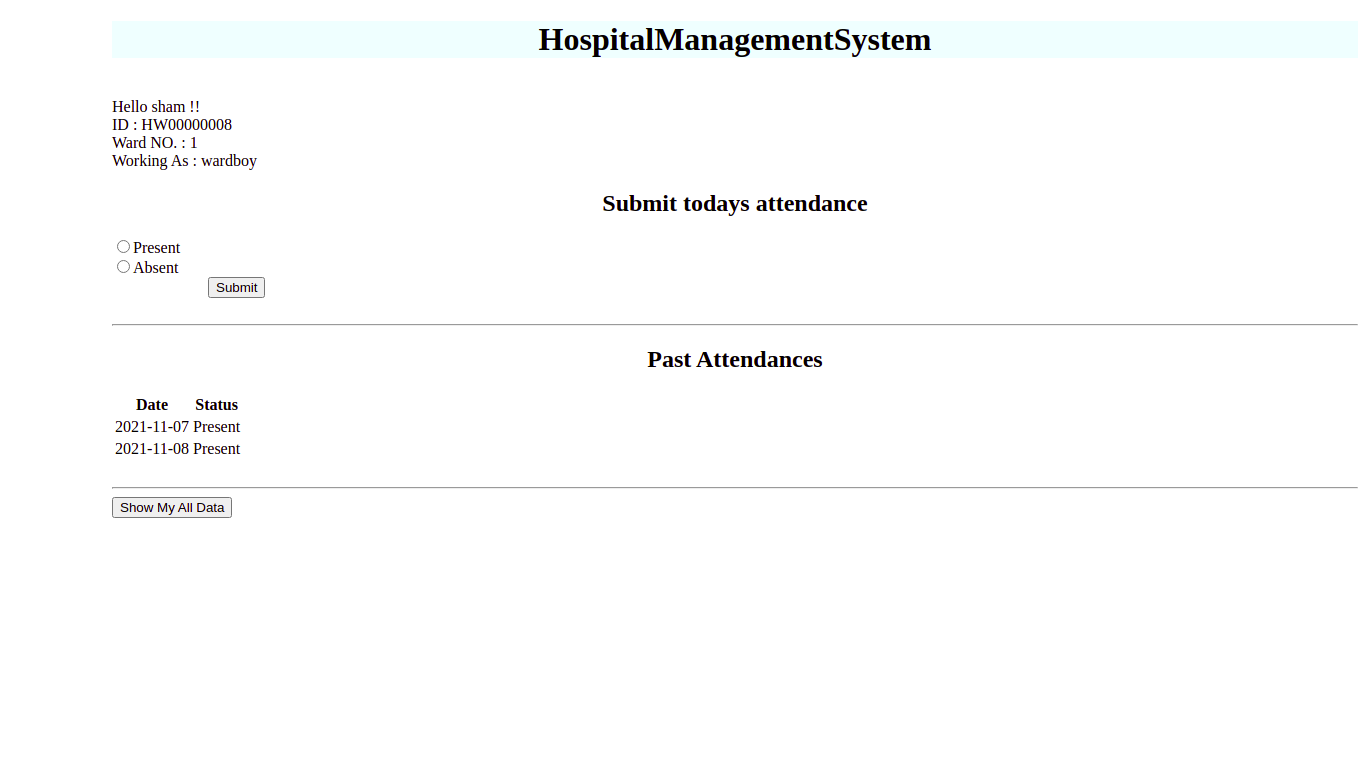 HospitalManagementSystem
Hello sham !!
ID : HW00000008
Ward NO. : 1
Working As : wardboy
Submit todays attendance
Present
Absent
Submit
Past Attendances
Date Status
2021-11-07 Present
2021-11-08 Present
Show My All Data